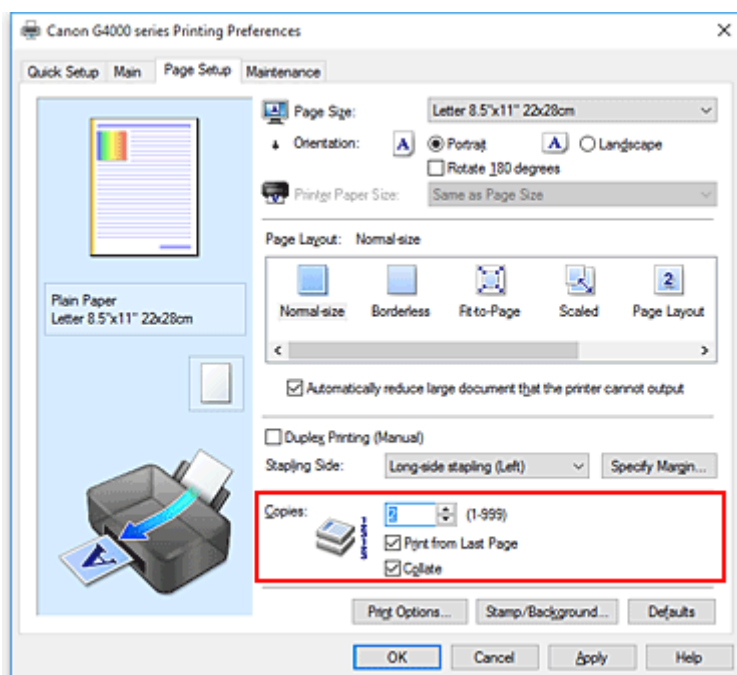 Canon G4000 series Printing Preferences
Quick Setup Main Page Setup Maintenance
Page Size: Letter 8.5"x11" 22x28cm
Orientation: A Portrait A Landscape
Rotate 180 degrees
Printer Paper Size: Same as Page Size
Page Layout: Normal-size
2
Normal-size Borderless Fit-to-Page Scaled Page Layout
Plain Paper
Letter 8.5"x11" 22x28cm
Automatically reduce large document that the printer cannot output
Duplex Printing (Manual)
Stapling Side: Long-side stapling (Left) Specify Margin...
Copies: 2 (1-999)
Print from Last Page
Collate
A
Print Options... Stamp/Background... Defaults
OK Cancel Apply Help